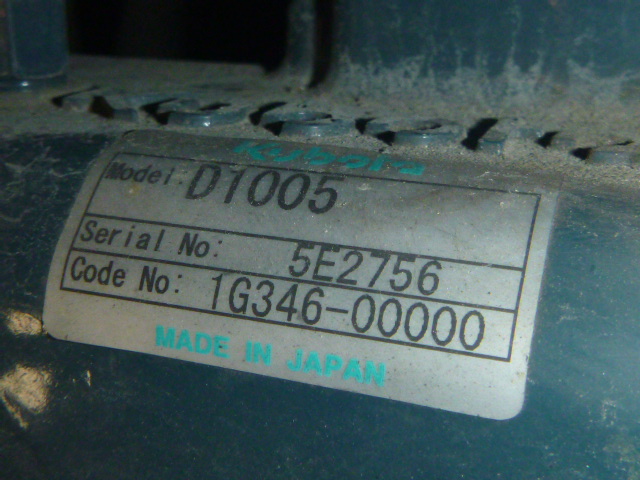 Kubota
Model: D1005
Serial No: 5E2756
Code No: 1G346-00000
MADE IN JAPAN